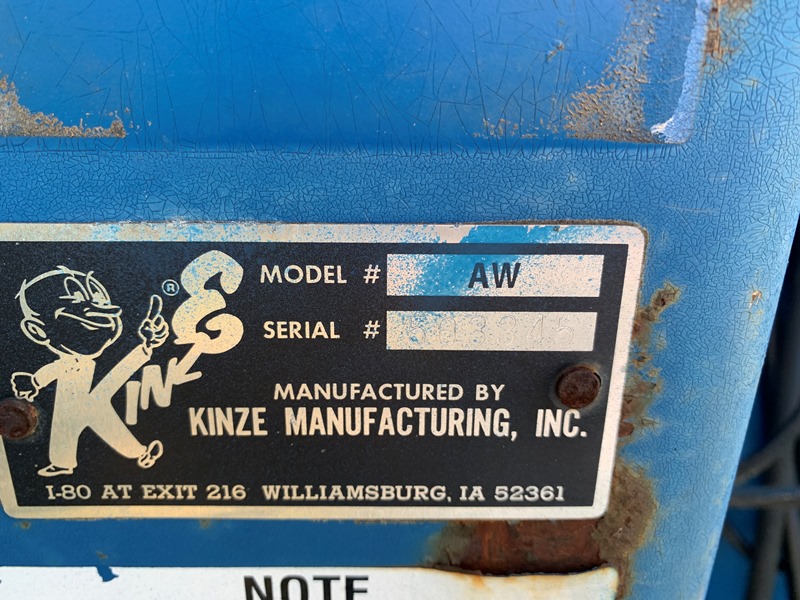 MODEL # AW
SERIAL #
KINZE ®
MANUFACTURED BY
KINZE MANUFACTURING, INC.
I-80 AT EXIT 216 WILLIAMSBURG, IA 52361
NOTE